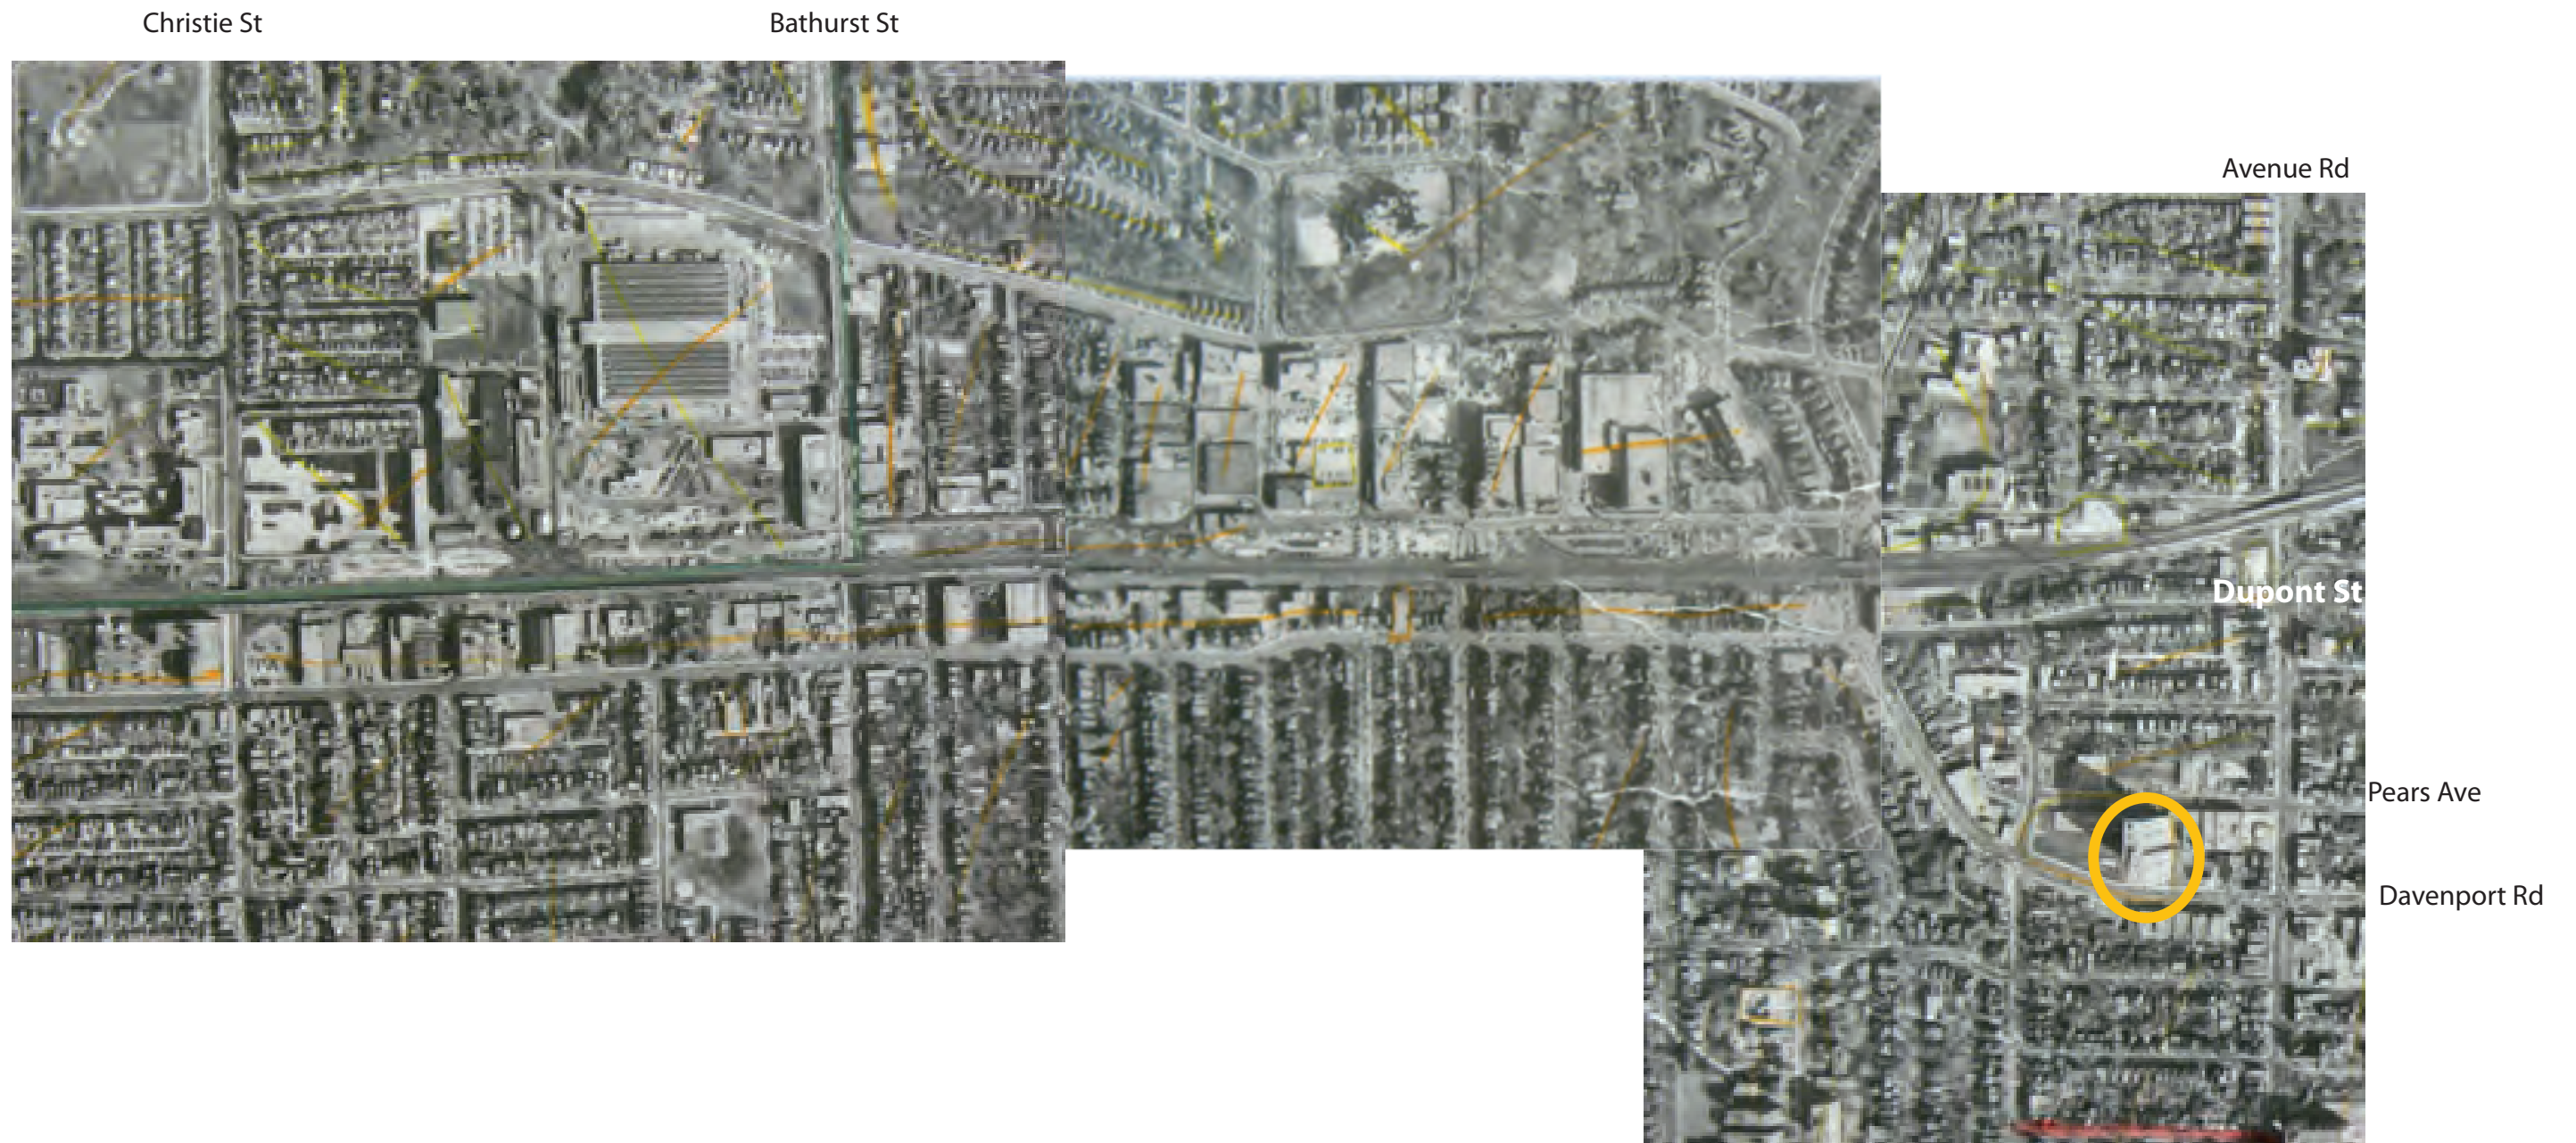 Christie St
Bathurst St
Avenue Rd
Dupont St
Pears Ave
Davenport Rd